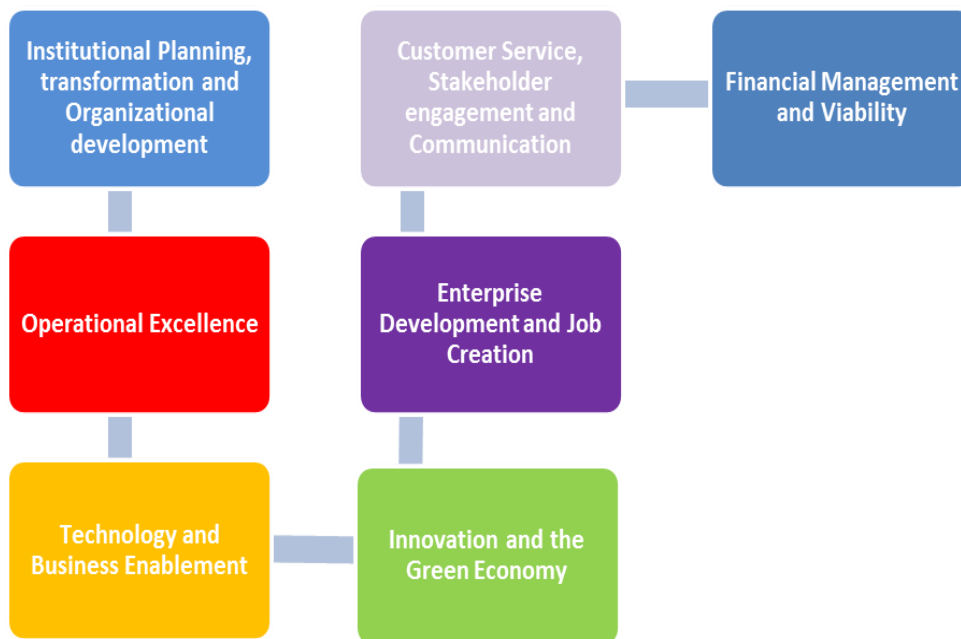 Institutional Planning,
transformation and
Organizational
development
Operational Excellence
Technology and
Business Enablement
Innovation and the
Green Economy
Enterprise
Development and Job
Creation
Customer Service,
Stakeholder
engagement and
Communication
Financial Management
and Viability